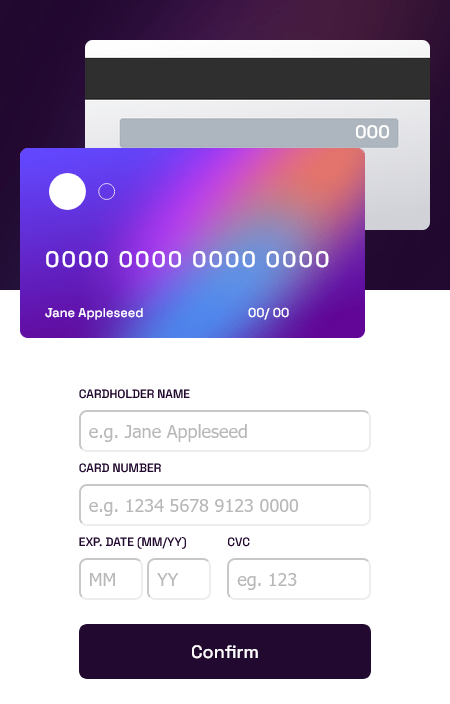 000
0000 0000 0000 0000
Jane Appleseed 00/ 00
CARDHOLDER NAME
e.g. Jane Appleseed
CARD NUMBER
e.g. 1234 5678 9123 0000
EXP. DATE (MM/YY) CVC
MM YY eg. 123
Confirm